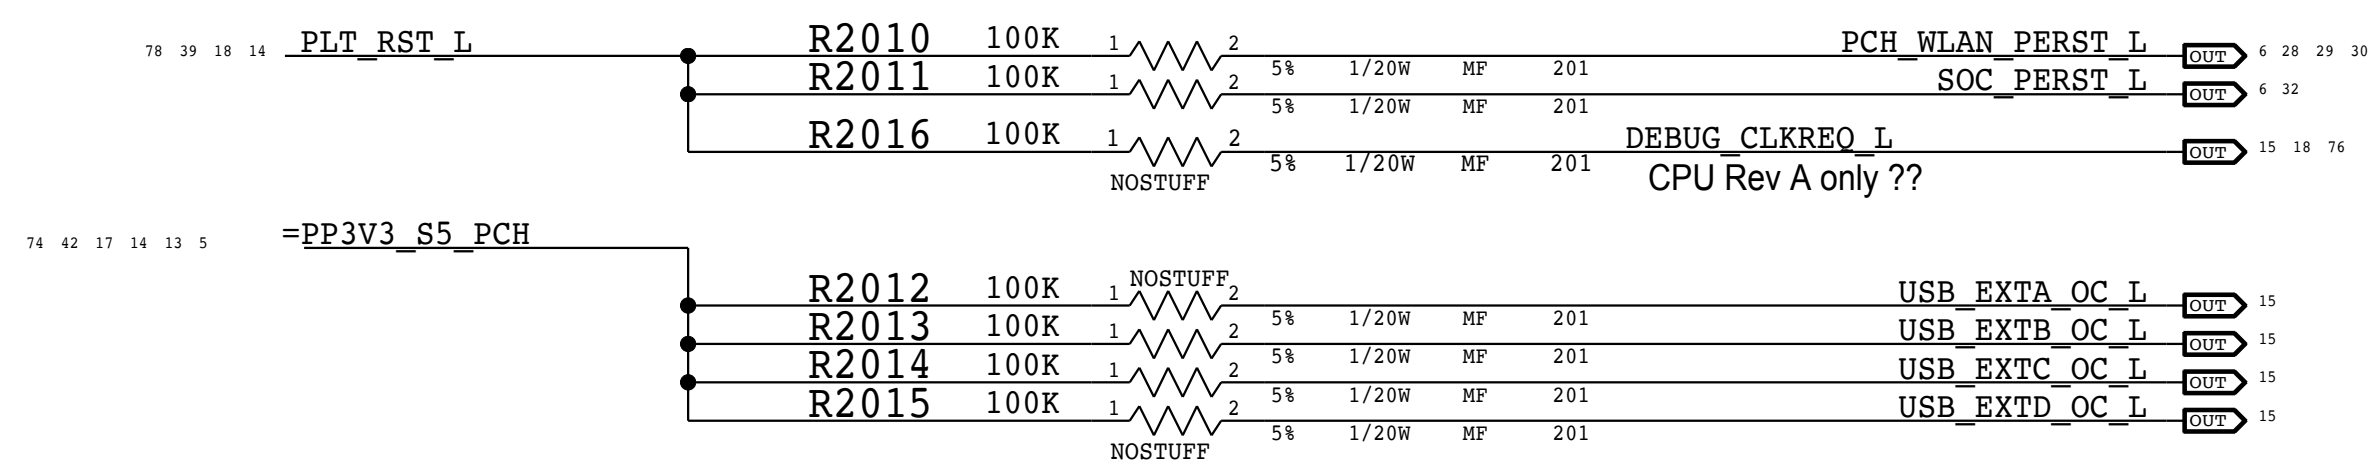 78 39 18 14 PLT_RST_L R2010 100K 1 2 5% 1/20W MF 201 PCH_WLAN_PERST_L OUT 6 28 29 30
R2011 100K 1 2 5% 1/20W MF 201 SOC_PERST_L OUT 6 32
R2016 100K 1 2 5% 1/20W MF 201 DEBUG_CLKREQ_L OUT 15 18 76
NOSTUFF CPU Rev A only ??
74 42 17 14 13 5 =PP3V3_S5_PCH
NOSTUFF
R2012 100K 1 2 5% 1/20W MF 201 USB_EXTA_OC_L OUT 15
R2013 100K 1 2 5% 1/20W MF 201 USB_EXTB_OC_L OUT 15
R2014 100K 1 2 5% 1/20W MF 201 USB_EXTC_OC_L OUT 15
R2015 100K 1 2 5% 1/20W MF 201 USB_EXTD_OC_L OUT 15
NOSTUFF